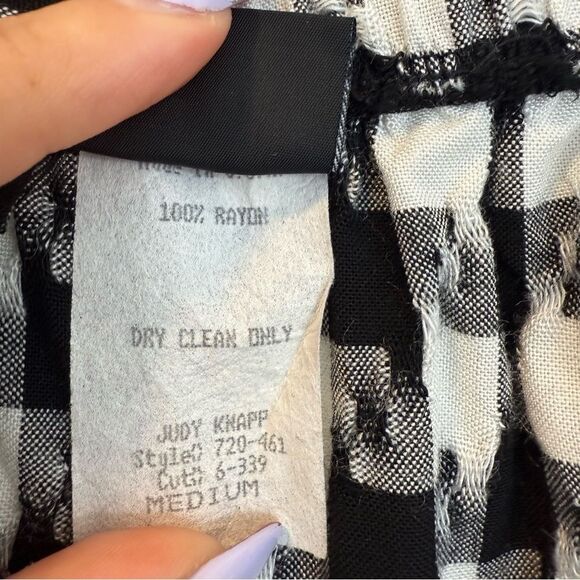 100% RAYON
DRY CLEAN ONLY
JUDY KNAPP
Style# 720-461
Cut# 6-339
MEDIUM